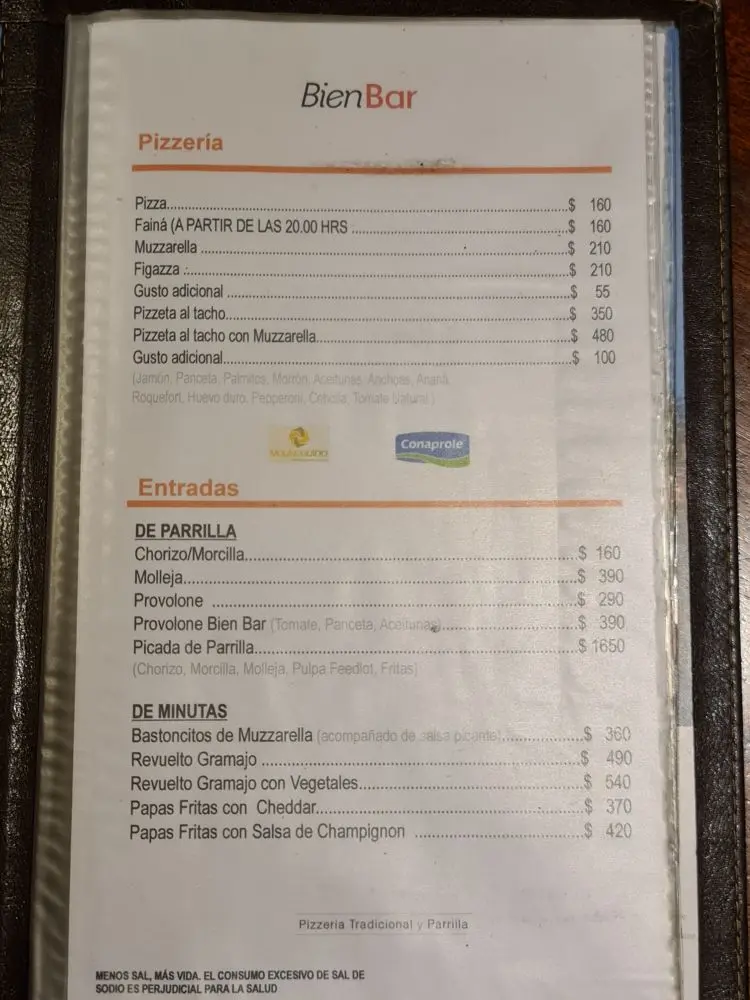 BienBar
Pizzería
Pizza $ 160
Fainá (A PARTIR DE LAS 20.00 HRS $ 160
Muzzarella $ 210
Figazza $ 210
Gusto adicional $ 55
Pizzeta al tacho $ 350
Pizzeta al tacho con Muzzarella $ 480
Gusto adicional $ 100
(Jamón, Panceta, Palmitos, Morrón, Aceitunas, Anchoas, Ananá
Roquefort, Huevo duro, Pepperoni, Cebolla, Tomate Natural)
Conaprole
Entradas
DE PARRILLA
Chorizo/Morcilla $ 160
Molleja $ 390
Provolone $ 290
Provolone Bien Bar (Tomate, Panceta, Aceitunas) $ 390
Picada de Parrilla $ 1650
(Chorizo, Morcilla, Molleja, Pulpa Feedlot, Fritas)
DE MINUTAS
Bastoncitos de Muzzarella (acompañado de salsa picante) $ 360
Revuelto Gramajo $ 490
Revuelto Gramajo con Vegetales $ 540
Papas Fritas con Cheddar $ 370
Papas Fritas con Salsa de Champignon $ 420
Pizzería Tradicional y Parrilla
MENOS SAL, MÁS VIDA. EL CONSUMO EXCESIVO DE SAL DE
SODIO ES PERJUDICIAL PARA LA SALUD